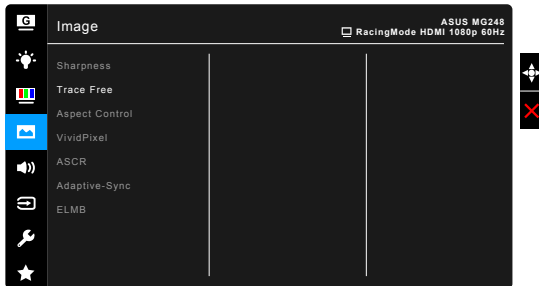 G
Image
ASUS MG248
RacingMode HDMI 1080p 60Hz
Sharpness
Trace Free
Aspect Control
VividPixel
ASCR
Adaptive-Sync
ELMB